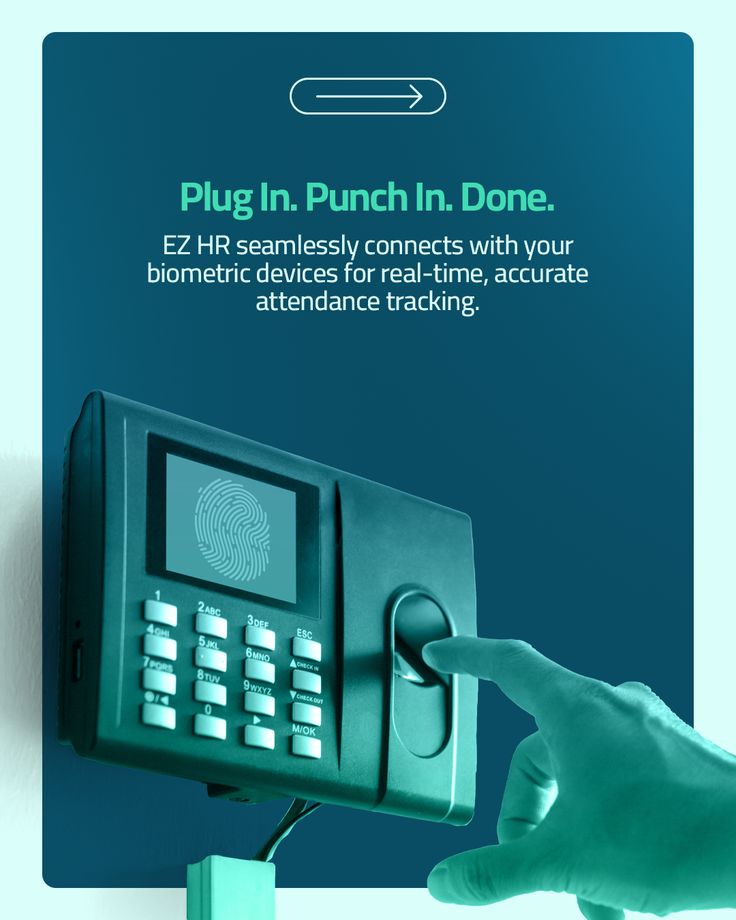 Plug In. Punch In. Done.
EZ HR seamlessly connects with your
biometric devices for real-time, accurate
attendance tracking.
1
2ABC
3DEF
ESC
4GHI
5JKL
6MNO
▲CHECK IN
7PQRS
8TUV
9WXYZ
▼CHECK OUT
●/◀
0
▶
M/OK